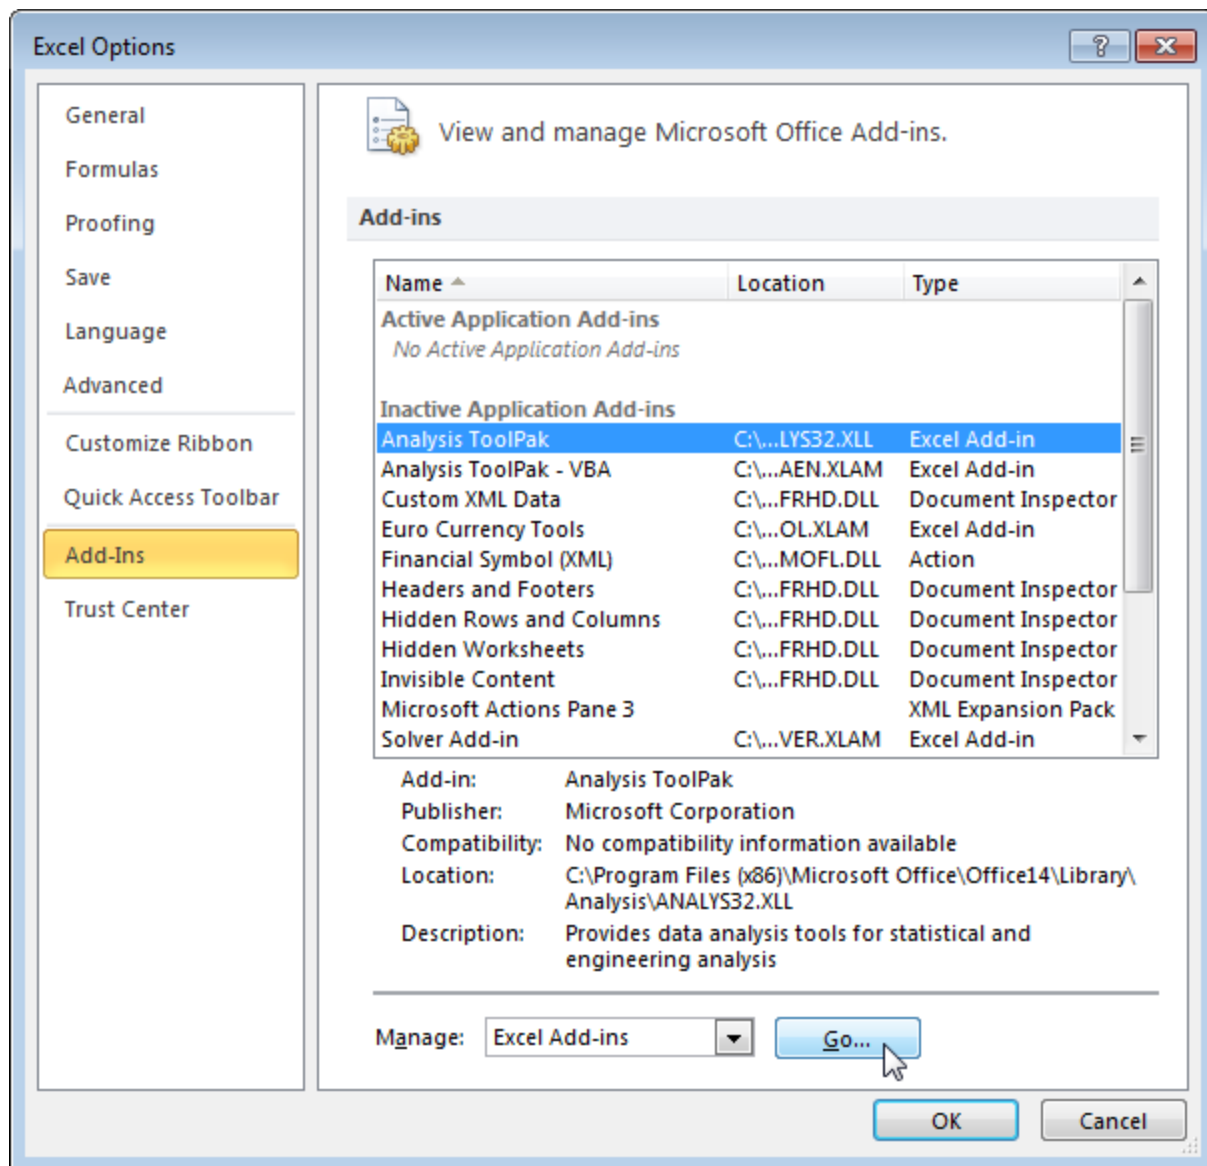 Excel Options
General
Formulas
Proofing
Save
Language
Advanced
Customize Ribbon
Quick Access Toolbar
Add-Ins
Trust Center
View and manage Microsoft Office Add-ins.
Add-ins
Name Location Type
Active Application Add-ins
No Active Application Add-ins
Inactive Application Add-ins
Analysis ToolPak C:\...LYS32.XLL Excel Add-in
Analysis ToolPak - VBA C:\...AEN.XLAM Excel Add-in
Custom XML Data C:\...FRHD.DLL Document Inspector
Euro Currency Tools C:\...OL.XLAM Excel Add-in
Financial Symbol (XML) C:\...MOFL.DLL Action
Headers and Footers C:\...FRHD.DLL Document Inspector
Hidden Rows and Columns C:\...FRHD.DLL Document Inspector
Hidden Worksheets C:\...FRHD.DLL Document Inspector
Invisible Content C:\...FRHD.DLL Document Inspector
Microsoft Actions Pane 3 XML Expansion Pack
Solver Add-in C:\...VER.XLAM Excel Add-in
Add-in: Analysis ToolPak
Publisher: Microsoft Corporation
Compatibility: No compatibility information available
Location: C:\Program Files (x86)\Microsoft Office\Office14\Library\
Analysis\ANALYS32.XLL
Description: Provides data analysis tools for statistical and
engineering analysis
Manage: Excel Add-ins Go...
OK Cancel